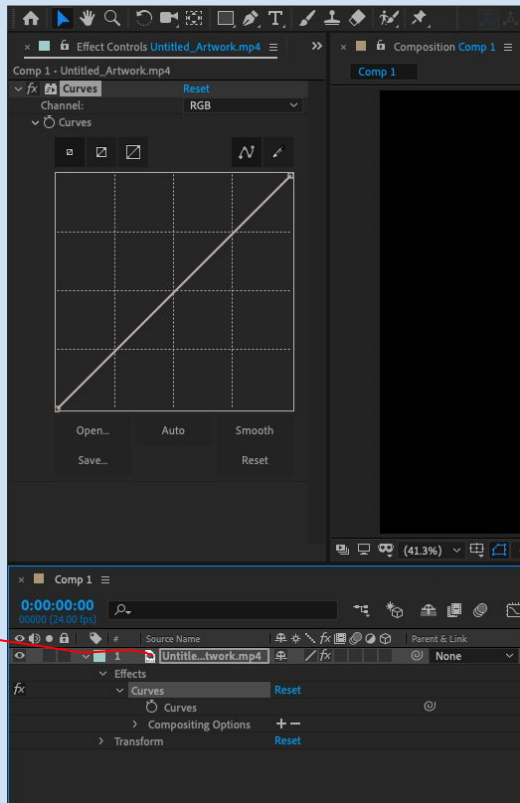 Effect Controls Untitled_Artwork.mp4
Composition Comp 1
Comp 1 · Untitled_Artwork.mp4
Comp 1
fx Curves Reset
Channel: RGB
Curves
Open... Auto Smooth
Save... Reset
(41.3%)
Comp 1
0:00:00:00
00000 (24.00 fps)
# Source Name fx Parent & Link
1 Untitle...twork.mp4 fx None
Effects
fx Curves Reset
Curves
Compositing Options
Transform Reset